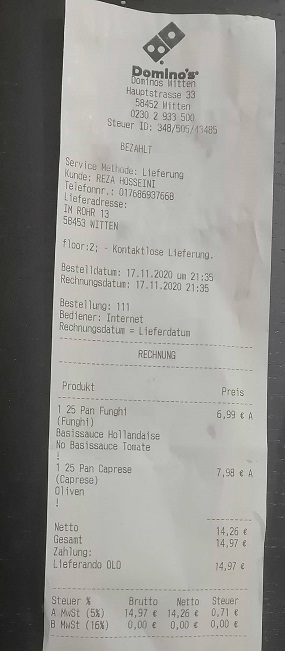 Domino's
Dominos Witten
Hauptstrasse 33
58452 Witten
0230 2 933 500
Steuer ID: 348/505/
BEZAHLT
Service Methode: Lieferung
Kunde: REZA HOSSEINI
Telefonnr.: 017686937668
Lieferadresse:
IM ROHR 13
58453 WITTEN
floor:2; - Kontaktlose Lieferung.
Bestelldatum: 17.11.2020 um 21:35
Rechnungsdatum: 17.11.2020 21:35
Bestellung: 111
Bediener: Internet
Rechnungsdatum = Lieferdatum
RECHNUNG
Produkt Preis
1 25 Pan Funghi 6,99 € A
(Funghi)
Basissauce Hollandaise
No Basissauce Tomate
!
1 25 Pan Caprese 7,98 € A
(Caprese)
Oliven
!
Netto 14,26 €
Gesamt 14,97 €
Zahlung:
Lieferando OLO 14,97 €
Steuer % Brutto Netto Steuer
A MwSt (5%) 14,97 € 14,26 € 0,71 €
B MwSt (16%) 0,00 € 0,00 € 0,00 €